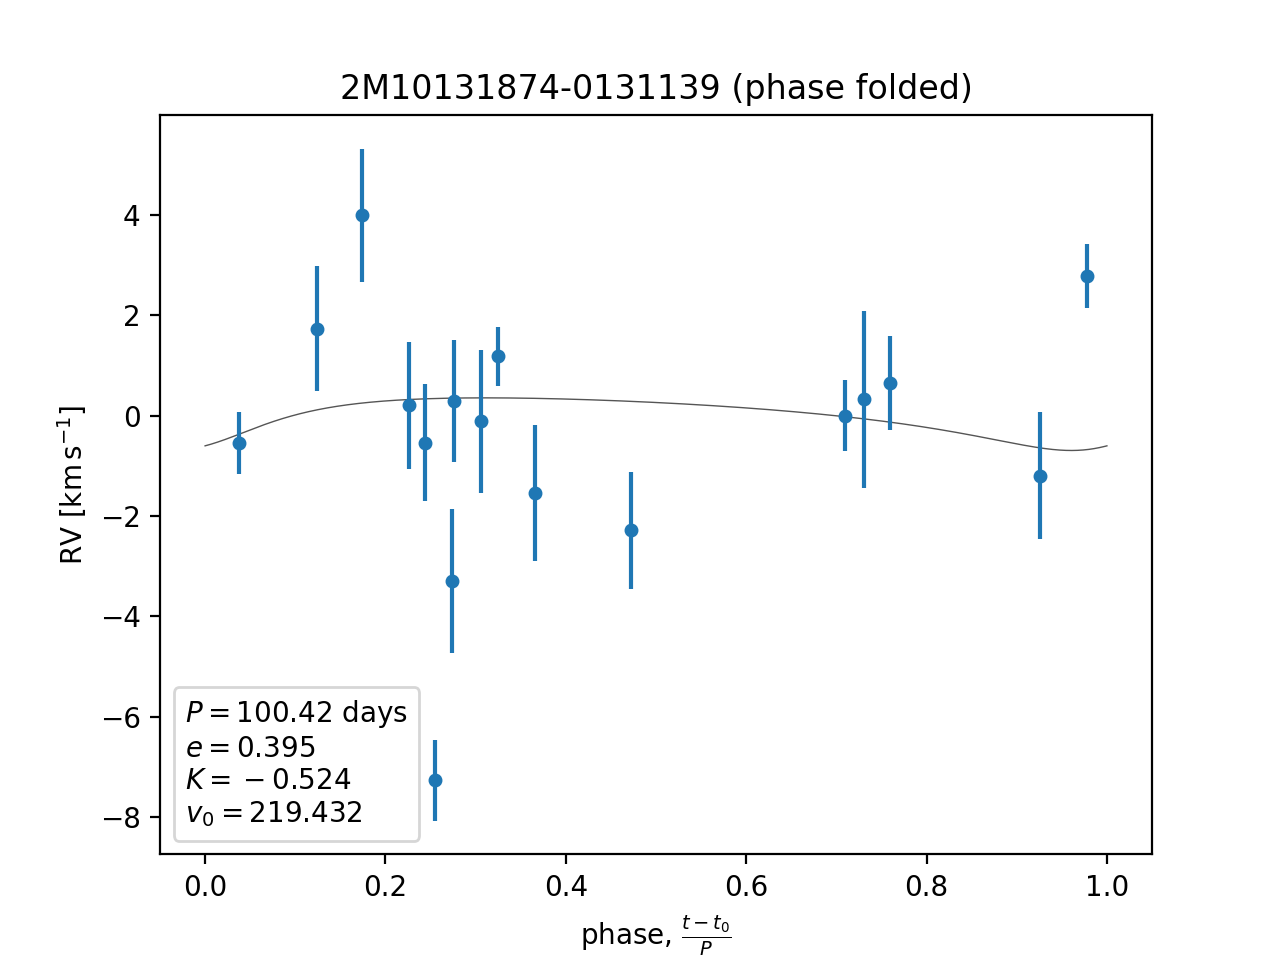 2M10131874-0131139 (phase folded)
RV [km s⁻¹]
4
2
0
−2
−4
−6
−8
P = 100.42 days
e = 0.395
K = −0.524
v₀ = 219.432
0.0 0.2 0.4 0.6 0.8 1.0
phase, (t − t₀)/P